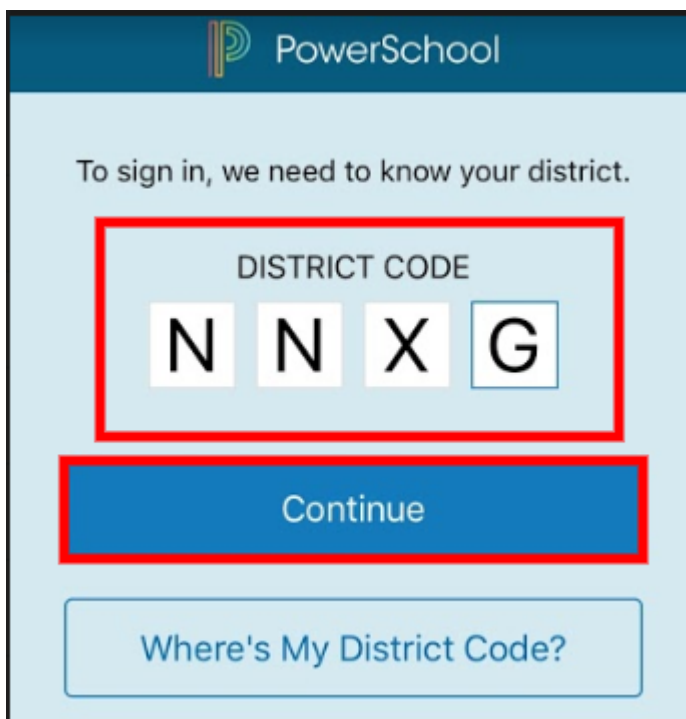 PowerSchool
To sign in, we need to know your district.
DISTRICT CODE
N N X G
Continue
Where's My District Code?